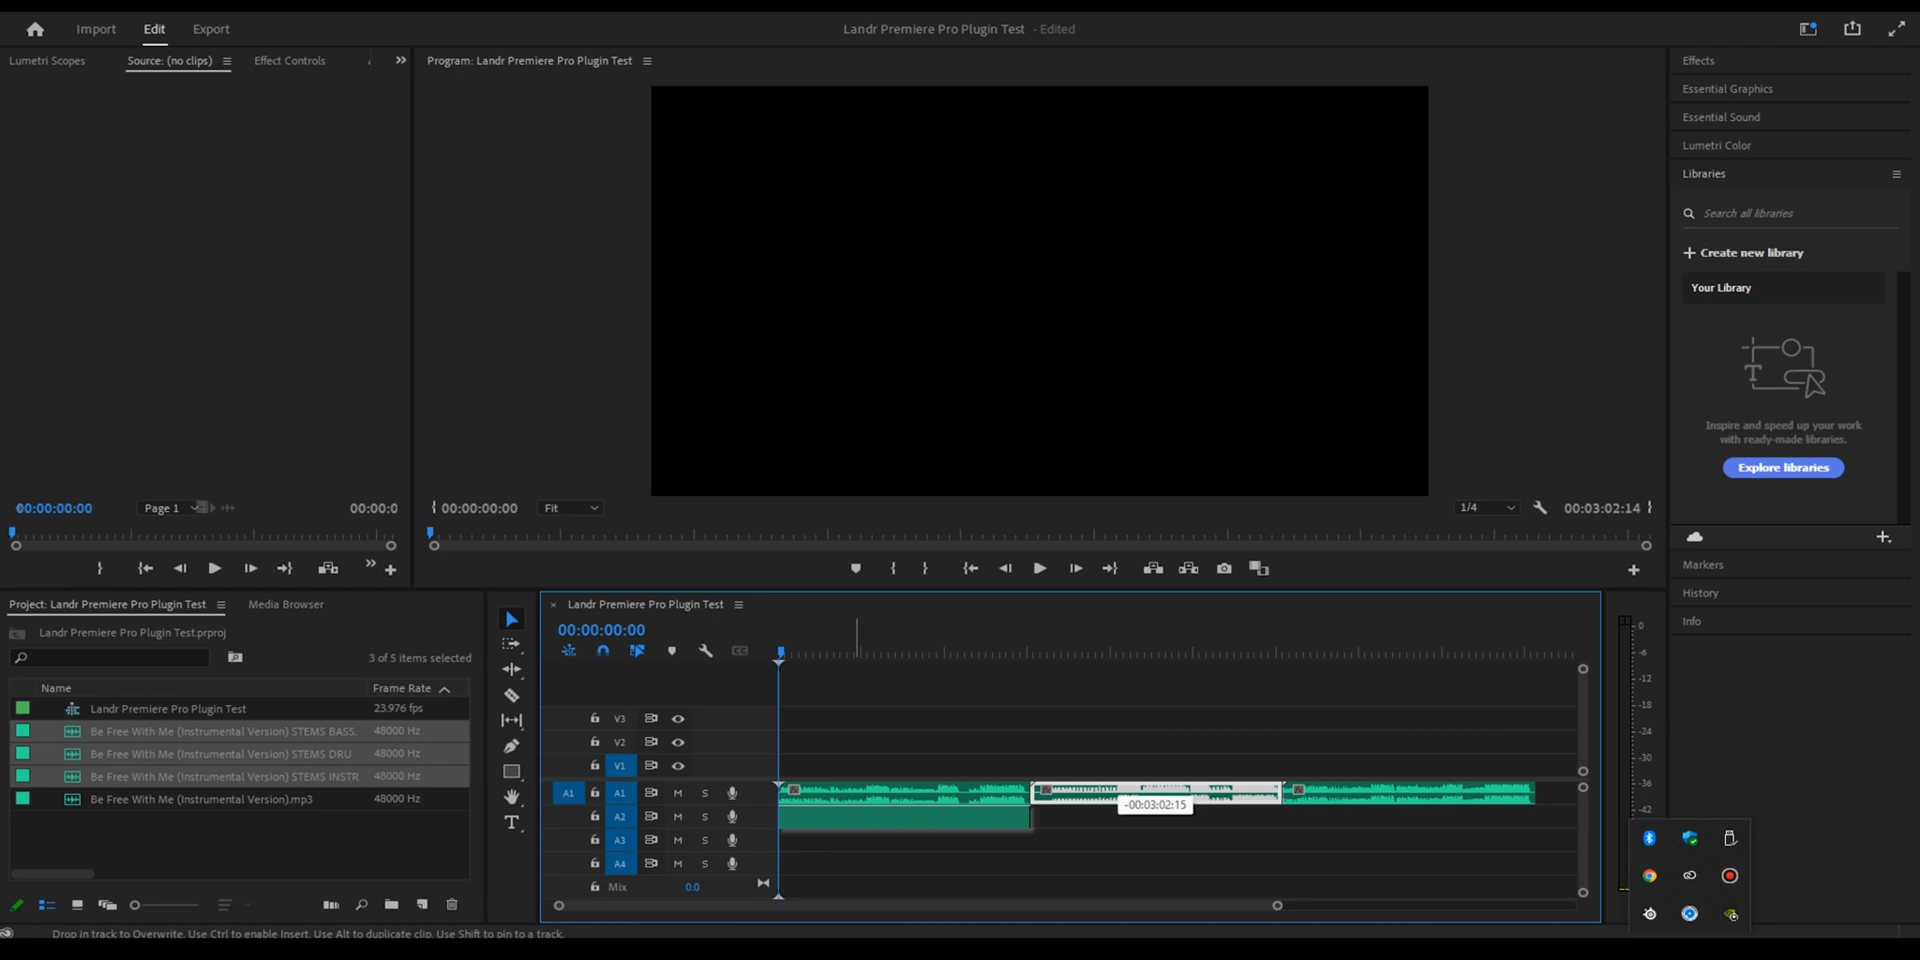 Import
Edit
Export
Landr Premiere Pro Plugin Test - Edited
Lumetri Scopes
Source: (no clips)
Effect Controls
Program: Landr Premiere Pro Plugin Test
Effects
Essential Graphics
Essential Sound
Lumetri Color
Libraries
Search all libraries
Create new library
Your Library
Inspire and speed up your work
with ready-made libraries.
Explore libraries
00:00:00:00
Page 1
00:00:0
00:00:00:00
Fit
1/4
00:03:02:14
Markers
History
Info
Project: Landr Premiere Pro Plugin Test
Media Browser
Landr Premiere Pro Plugin Test.prproj
3 of 5 items selected
Name
Frame Rate
Landr Premiere Pro Plugin Test
23.976 fps
Be Free With Me (Instrumental Version) STEMS BASS.
48000 Hz
Be Free With Me (Instrumental Version) STEMS DRU
48000 Hz
Be Free With Me (Instrumental Version) STEMS INSTR
48000 Hz
Be Free With Me (Instrumental Version).mp3
48000 Hz
Landr Premiere Pro Plugin Test
00:00:00:00
V3
V2
V1
A1
A1
M
S
-00:03:02:15
A2
M
S
A3
M
S
A4
M
S
Mix
0.0
0
-6
-12
-18
-24
-30
-36
-42
Drop in track to Overwrite. Use Ctrl to enable Insert. Use Alt to duplicate clip. Use Shift to pin to a track.